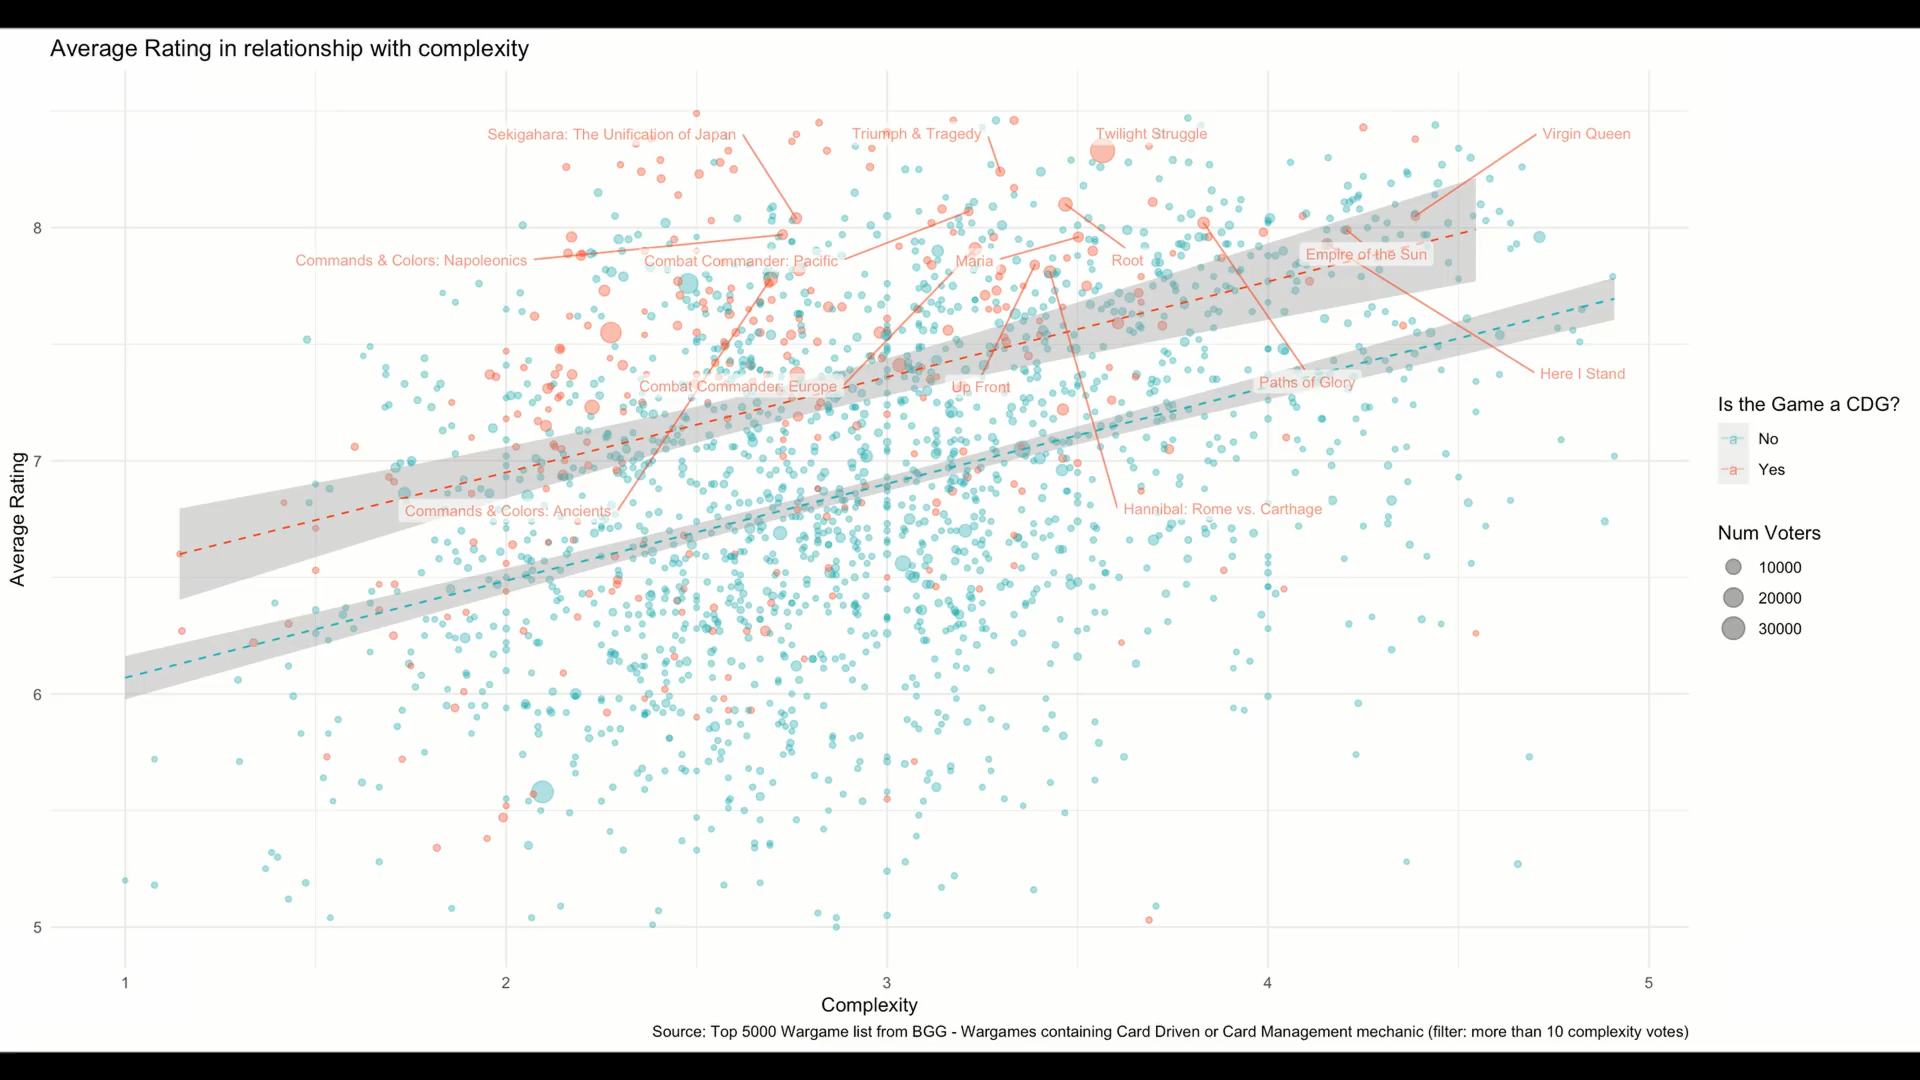 Average Rating in relationship with complexity
Sekigahara: The Unification of Japan
Triumph & Tragedy
Twilight Struggle
Virgin Queen
8
Commands & Colors: Napoleonics
Combat Commander: Pacific
Maria
Root
Empire of the Sun
Combat Commander: Europe
Up Front
Paths of Glory
Here I Stand
7
Commands & Colors: Ancients
Hannibal: Rome vs. Carthage
6
5
Average Rating
1
2
3
4
5
Complexity
Source: Top 5000 Wargame list from BGG - Wargames containing Card Driven or Card Management mechanic (filter: more than 10 complexity votes)
Is the Game a CDG?
a No
a Yes
Num Voters
10000
20000
30000